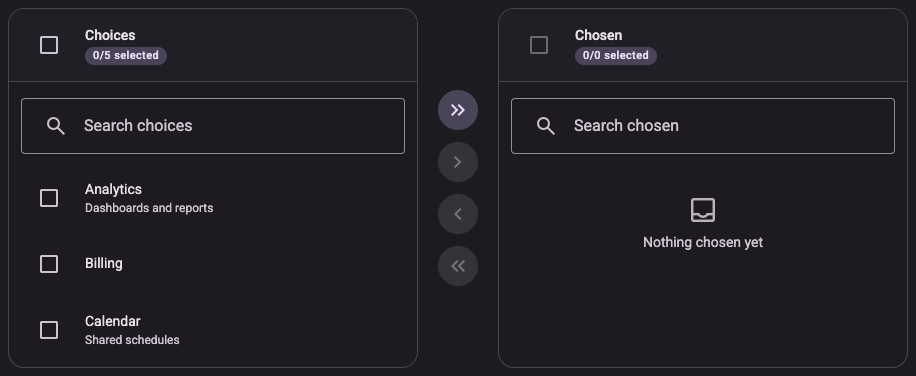 Choices
0/5 selected
Search choices
Analytics
Dashboards and reports
Billing
Calendar
Shared schedules
Chosen
0/0 selected
Search chosen
Nothing chosen yet